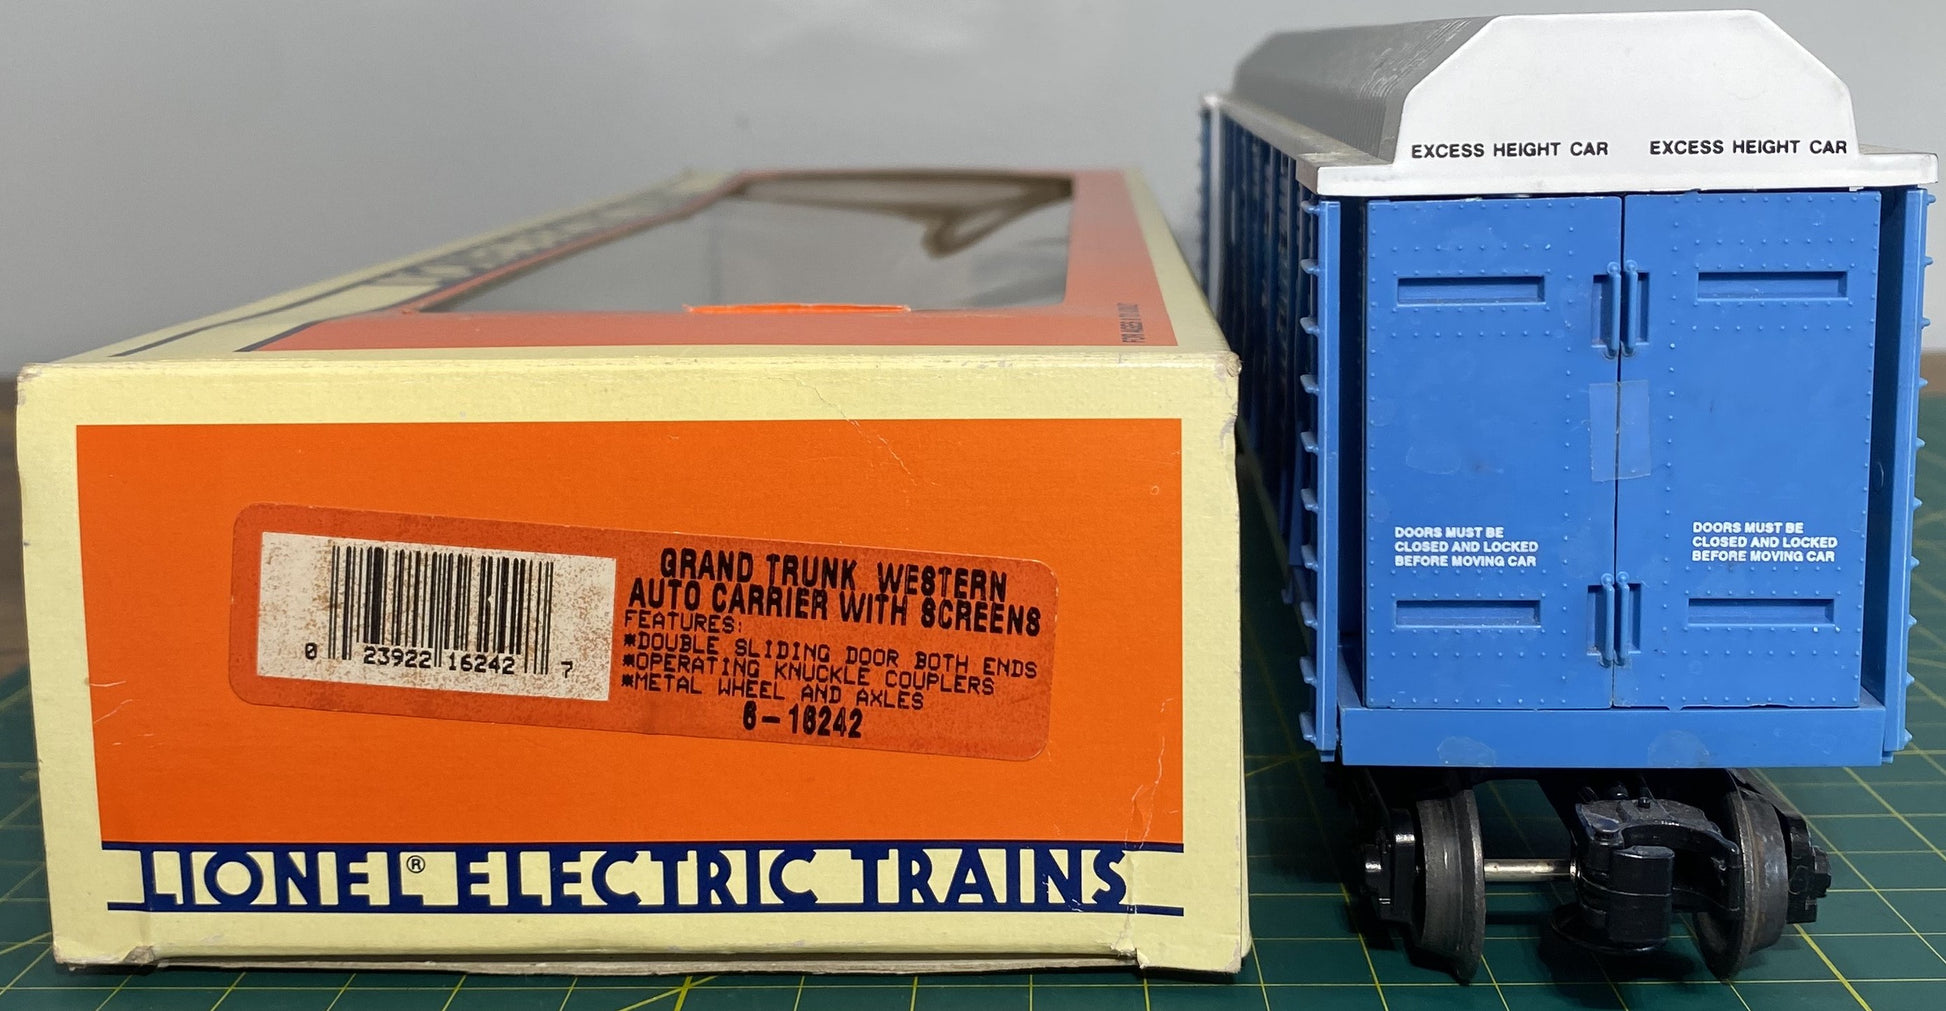 EXCESS HEIGHT CAR EXCESS HEIGHT CAR
DOORS MUST BE
CLOSED AND LOCKED
BEFORE MOVING CAR
DOORS MUST BE
CLOSED AND LOCKED
BEFORE MOVING CAR
GRAND TRUNK WESTERN
AUTO CARRIER WITH SCREENS
FEATURES:
*DOUBLE SLIDING DOOR BOTH ENDS
*OPERATING KNUCKLE COUPLERS
*METAL WHEEL AND AXLES
6-16242
0 23922 16242 7
LIONEL® ELECTRIC TRAINS